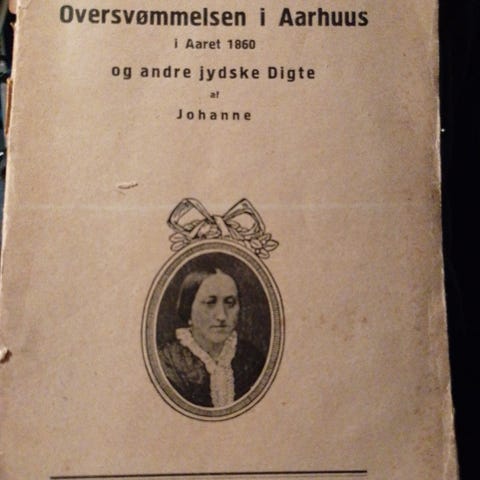 Oversvømmelsen i Aarhuus
i Aaret 1860
og andre jydske Digte
af
Johanne